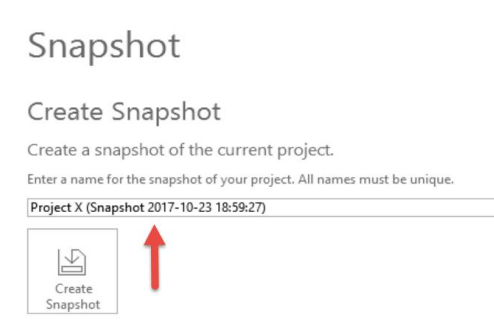 Snapshot
Create Snapshot
Create a snapshot of the current project.
Enter a name for the snapshot of your project. All names must be unique.
Project X (Snapshot 2017-10-23 18:59:27)
Create
Snapshot